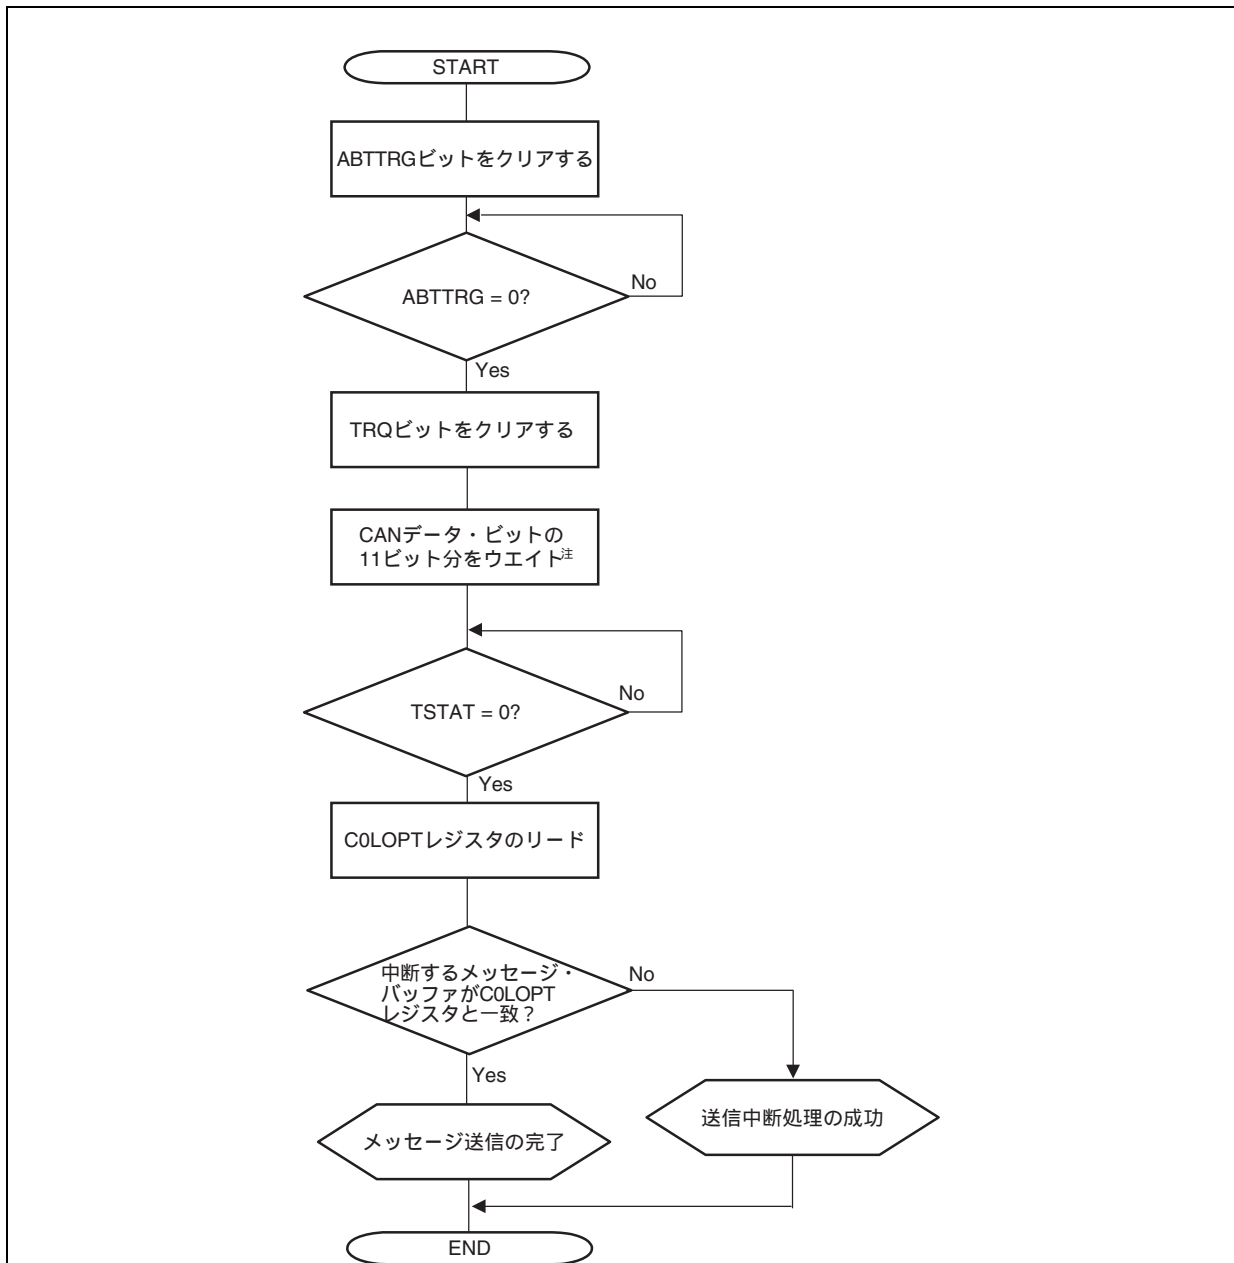 START
ABTTRGビットをクリアする
ABTTRG = 0?
No
Yes
TRQビットをクリアする
CANデータ・ビットの
11ビット分をウエイト注
TSTAT = 0?
No
Yes
C0LOPTレジスタのリード
中断するメッセージ・
バッファがC0LOPT
レジスタと一致？
No
Yes
送信中断処理の成功
メッセージ送信の完了
END